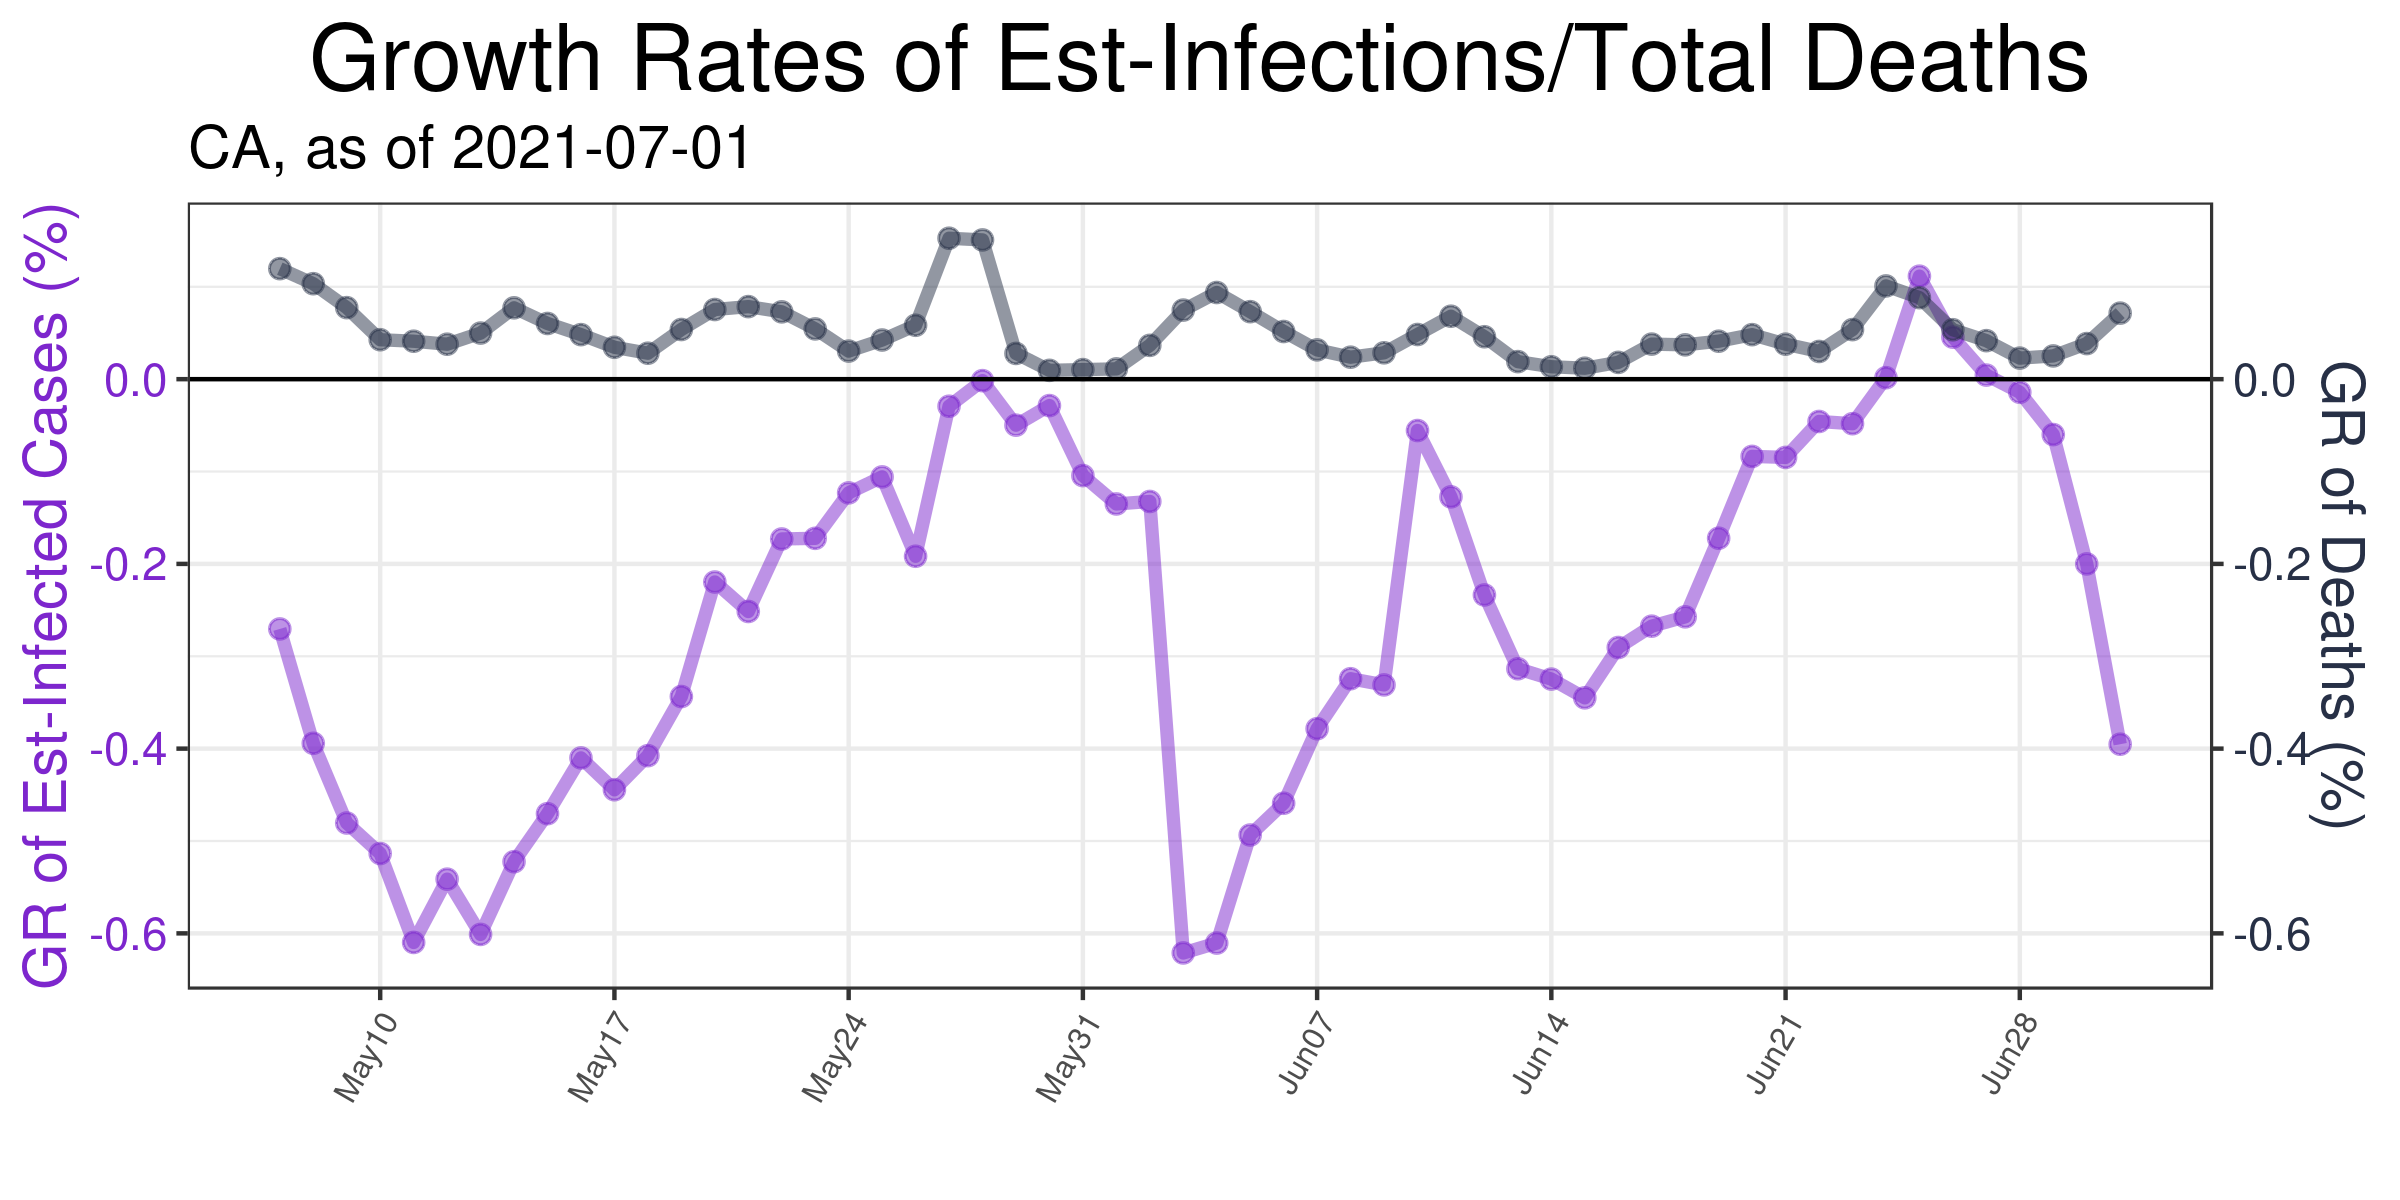 Growth Rates of Est-Infections/Total Deaths
CA, as of 2021-07-01
GR of Est-Infected Cases (%)
0.0
-0.2
-0.4
-0.6
0.0
-0.2
-0.4
-0.6
GR of Deaths (%)
May10
May17
May24
May31
Jun07
Jun14
Jun21
Jun28